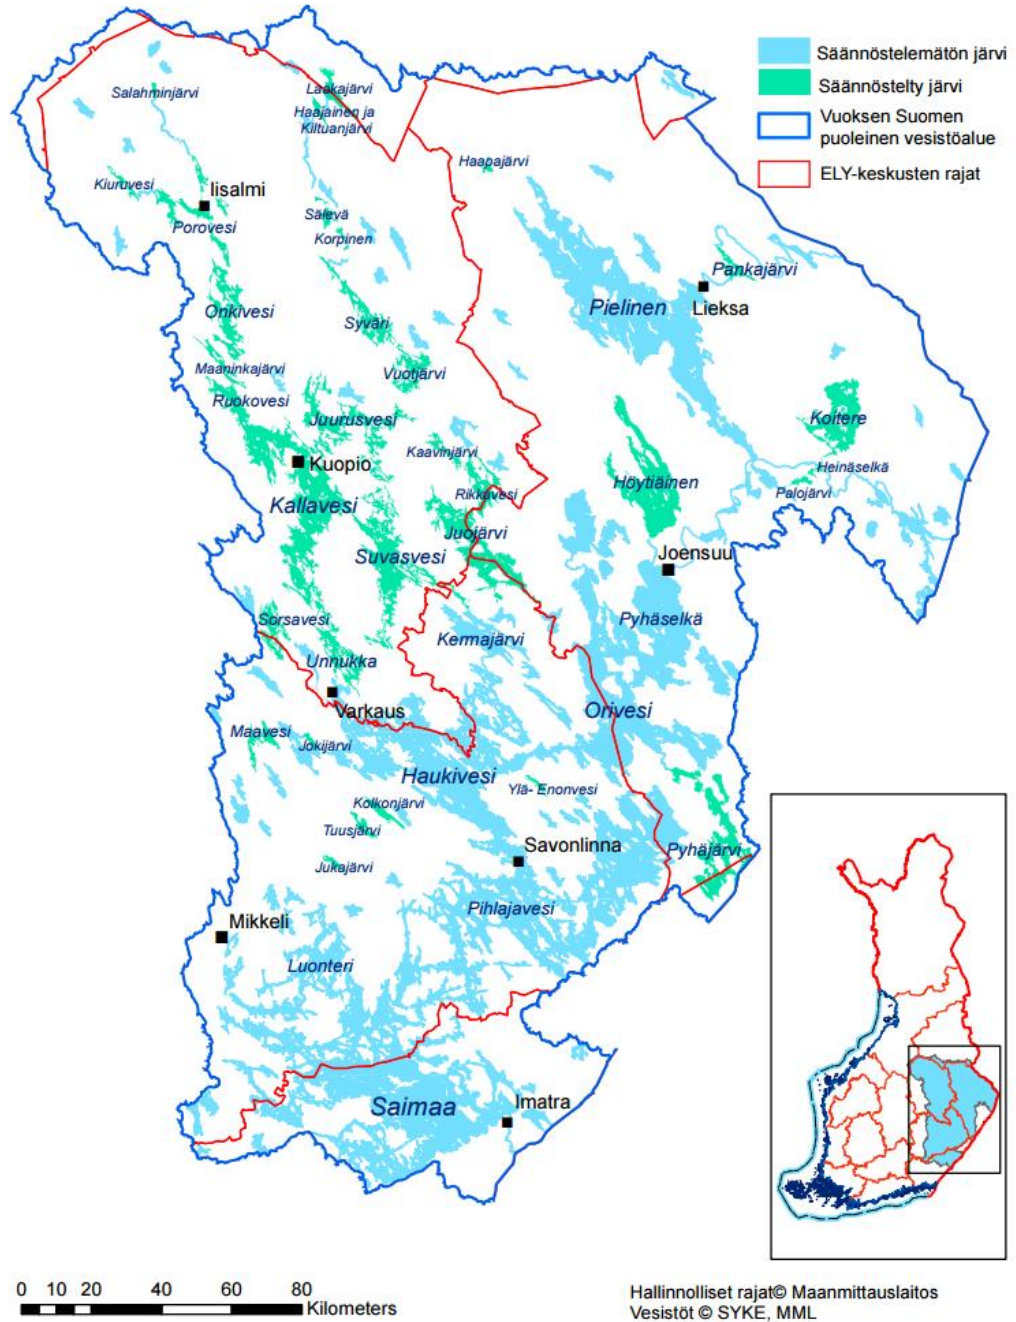 Säännöstelemätön järvi
Säännöstelty järvi
Vuoksen Suomen
puoleinen vesistöalue
ELY-keskusten rajat
Salahminjärvi
Laakajärvi
Haajainen ja
Kiltuanjärvi
Haapajärvi
Kiuruvesi
Iisalmi
Porovesi
Sälevä
Korpinen
Pankajärvi
Lieksa
Pielinen
Onkivesi
Syväri
Maaninkajärvi
Vuotjärvi
Ruokovesi
Juurusvesi
Koitere
Kaavinjärvi
Kuopio
Heinäselkä
Rikkavesi
Höytiäinen
Palojärvi
Kallavesi
Juojärvi
Suvasvesi
Joensuu
Sorsavesi
Kermajärvi
Pyhäselkä
Unnukka
Varkaus
Orivesi
Maavesi
Jokijärvi
Haukivesi
Ylä- Enonvesi
Kolkonjärvi
Tuusjärvi
Savonlinna
Pyhäjärvi
Jukajärvi
Pihlajavesi
Mikkeli
Luonteri
Saimaa
Imatra
0 10 20 40 60 80
Kilometers
Hallinnolliset rajat© Maanmittauslaitos
Vesistöt © SYKE, MML